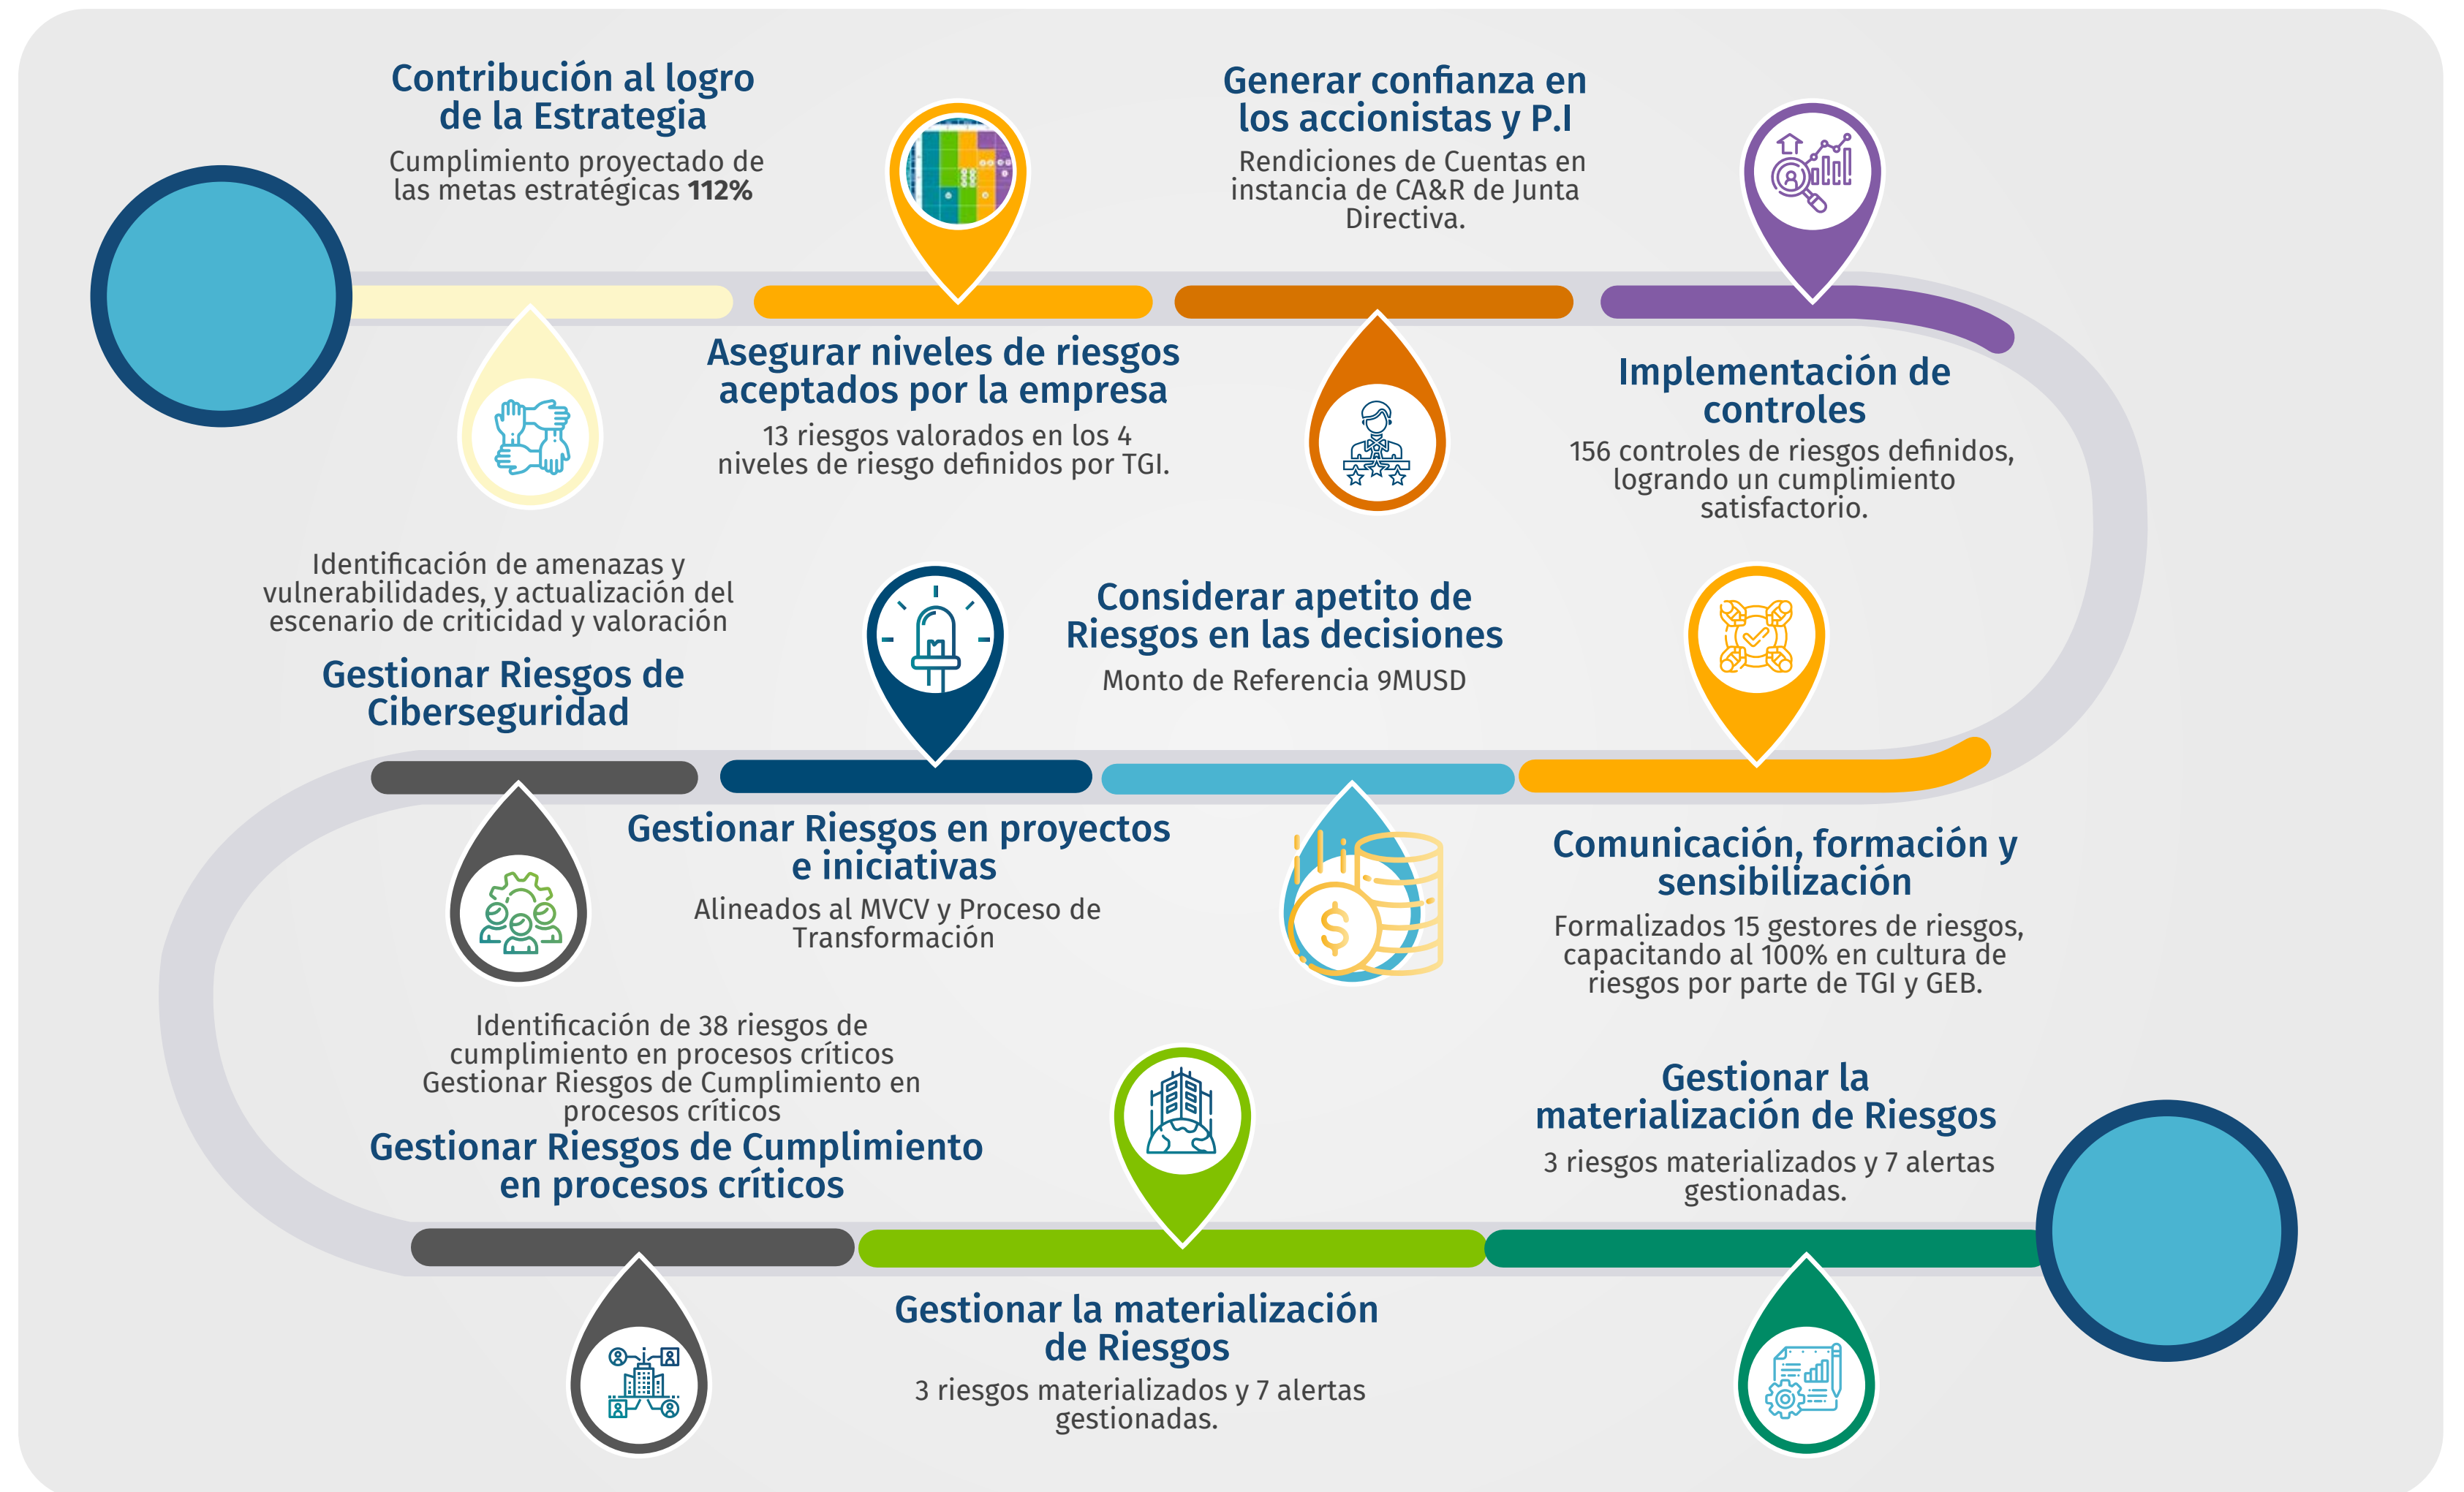 Contribución al logro
de la Estrategia
Cumplimiento proyectado de
las metas estratégicas 112%
Asegurar niveles de riesgos
aceptados por la empresa
13 riesgos valorados en los 4
niveles de riesgo definidos por TGI.
Generar confianza en
los accionistas y P.I
Rendiciones de Cuentas en
instancia de CA&R de Junta
Directiva.
Implementación de
controles
156 controles de riesgos definidos,
logrando un cumplimiento
satisfactorio.
Identificación de amenazas y
vulnerabilidades, y actualización del
escenario de criticidad y valoración
Gestionar Riesgos de
Ciberseguridad
Gestionar Riesgos en proyectos
e iniciativas
Alineados al MVCV y Proceso de
Transformación
Considerar apetito de
Riesgos en las decisiones
Monto de Referencia 9MUSD
Comunicación, formación y
sensibilización
Formalizados 15 gestores de riesgos,
capacitando al 100% en cultura de
riesgos por parte de TGI y GEB.
Identificación de 38 riesgos de
cumplimiento en procesos críticos
Gestionar Riesgos de Cumplimiento en
procesos críticos
Gestionar Riesgos de Cumplimiento
en procesos críticos
Gestionar la materialización
de Riesgos
3 riesgos materializados y 7 alertas
gestionadas.
Gestionar la
materialización de Riesgos
3 riesgos materializados y 7 alertas
gestionadas.